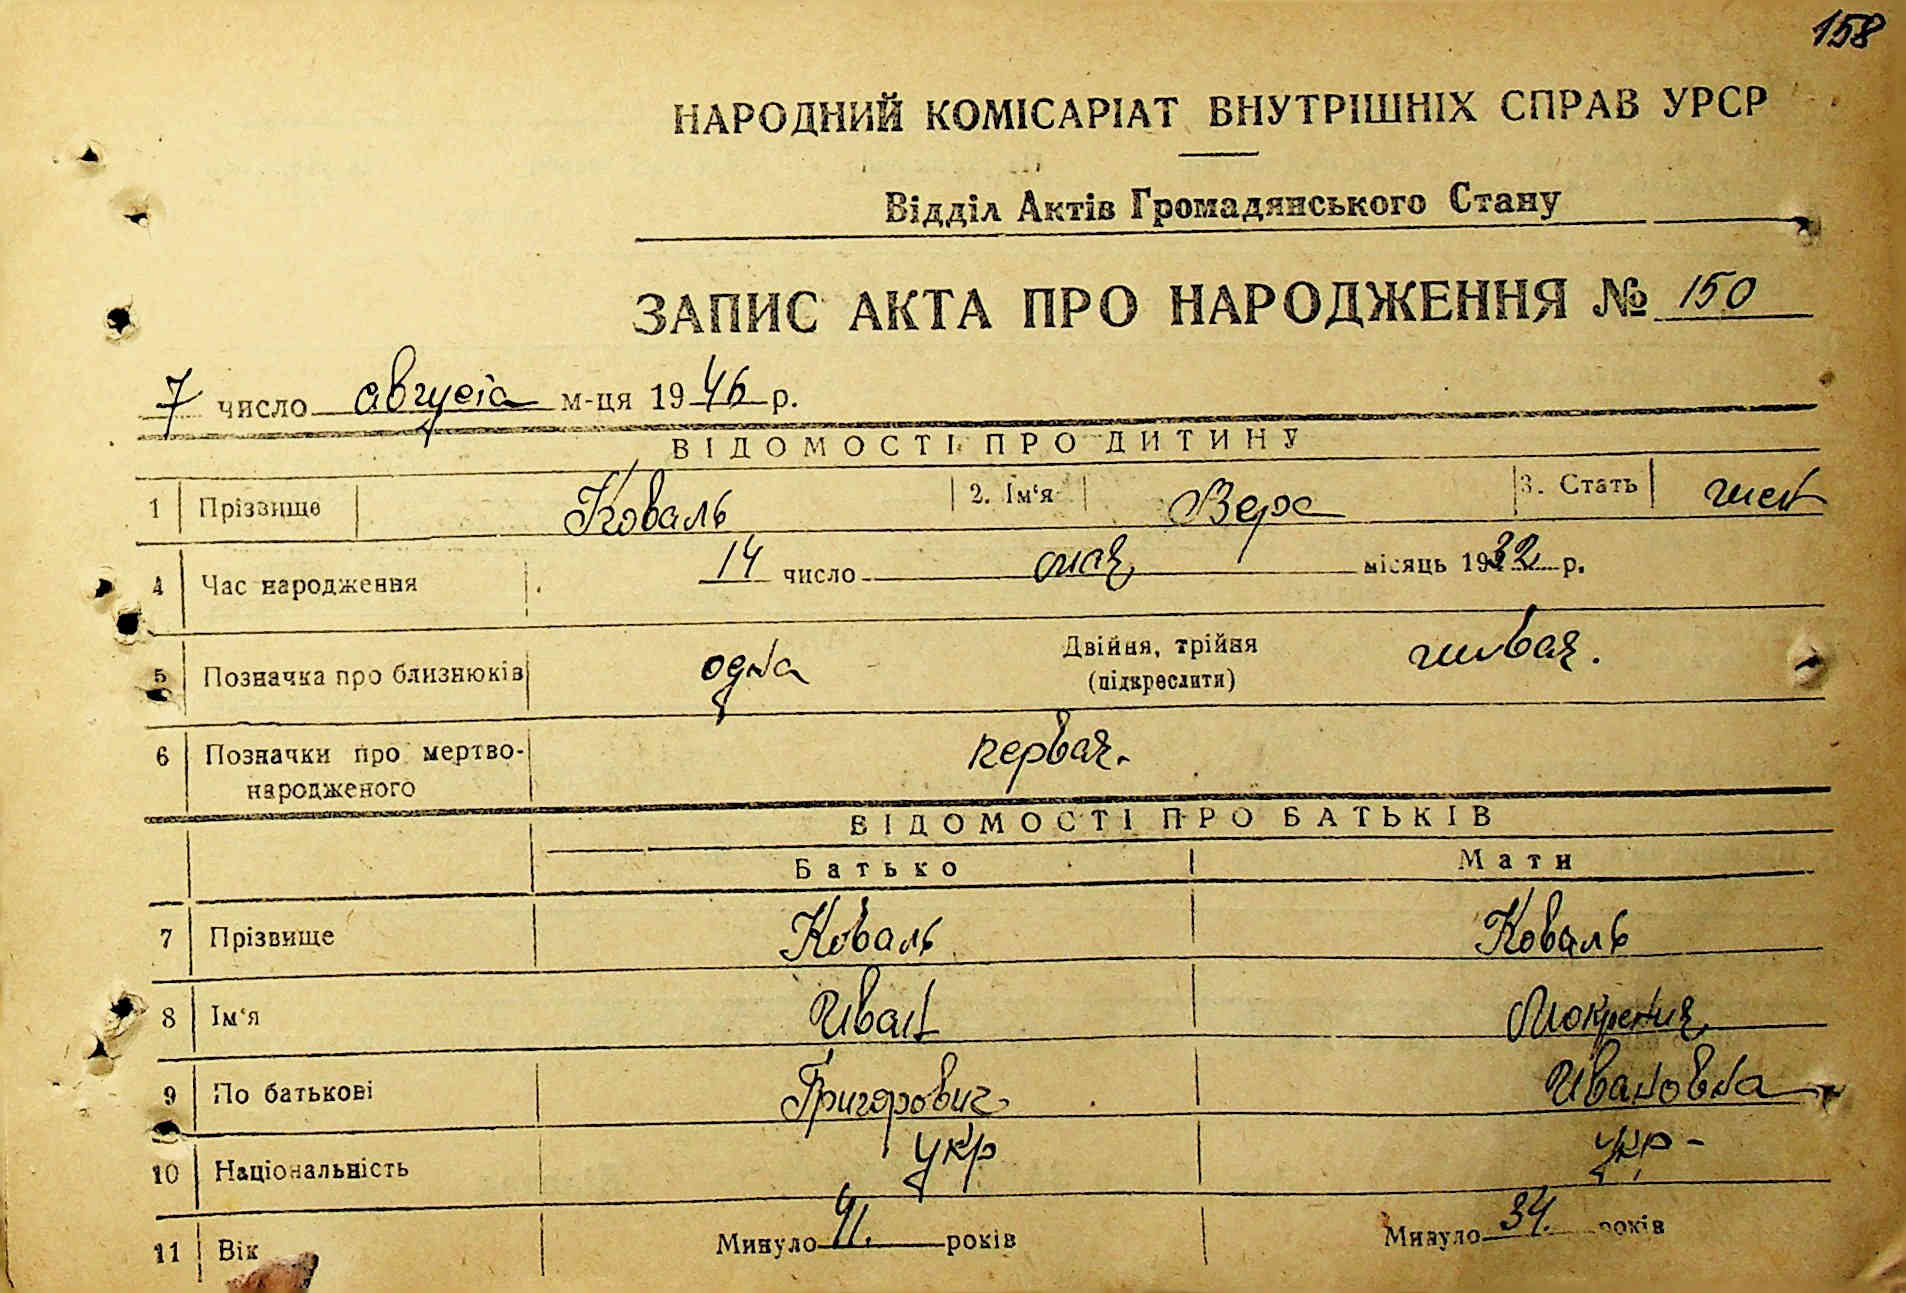 158
НАРОДНИЙ КОМІСАРІАТ ВНУТРІШНІХ СПРАВ УРСР
Відділ Актів Громадянського Стану
ЗАПИС АКТА ПРО НАРОДЖЕННЯ № 150
7 число августа м-ця 1946 р.
ВІДОМОСТІ ПРО ДИТИНУ
1 Прізвище Коваль 2. Ім'я Вера 3. Стать жен
4 Час народження 14 число мая місяць 1932 р.
5 Позначка про близнюків одна Двійня, трійня (підкреслити) живая.
6 Позначки про мертво-
народженого первая.
ВІДОМОСТІ ПРО БАТЬКІВ
Батько Мати
7 Прізвище Коваль Коваль
8 Ім'я Иван Мокрения
9 По батькові Григорович Ивановна
10 Національність укр укр-
11 Вік Минуло 41. років Минуло 34. років